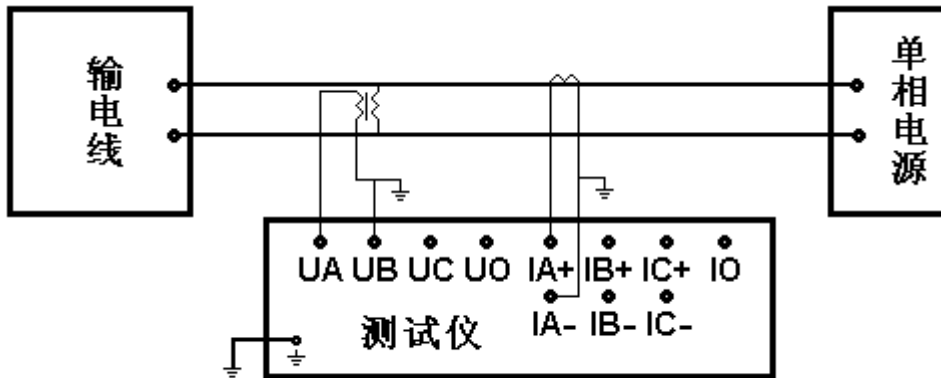 输电线
单相电源
UA UB UC UO IA+ IB+ IC+ IO
IA- IB- IC-
测试仪